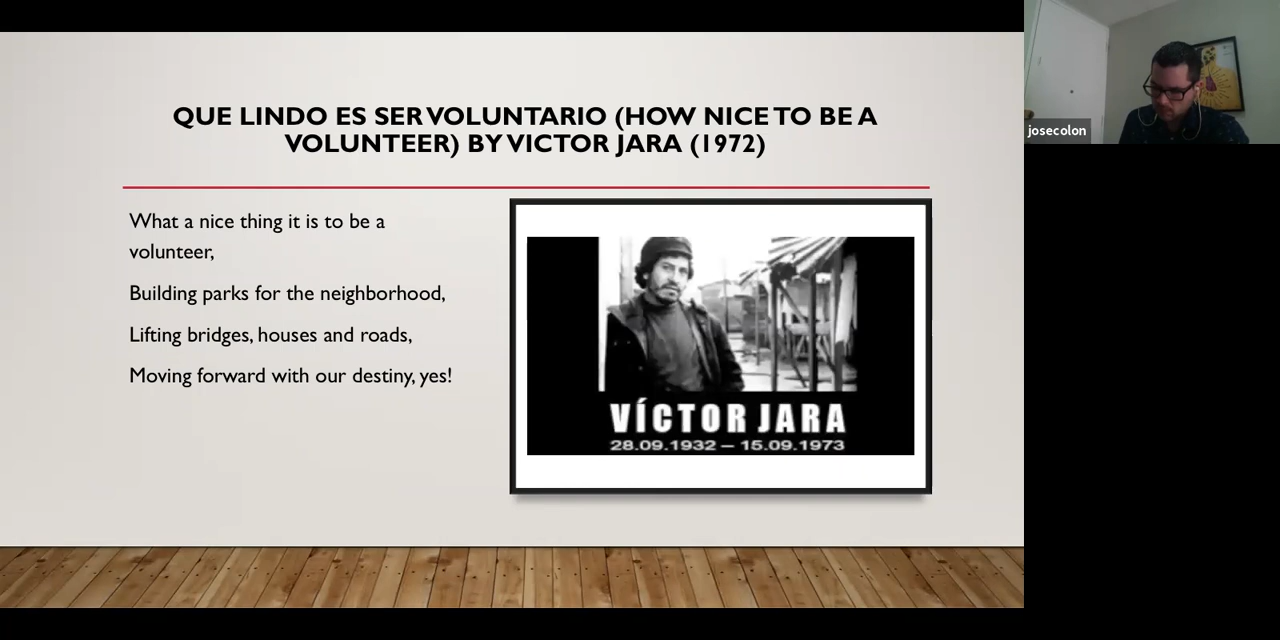 QUE LINDO ES SER VOLUNTARIO (HOW NICE TO BE A
VOLUNTEER) BY VICTOR JARA (1972)
What a nice thing it is to be a
volunteer,
Building parks for the neighborhood,
Lifting bridges, houses and roads,
Moving forward with our destiny, yes!
VÍCTOR JARA
28.09.1932 – 15.09.1973
josecolon